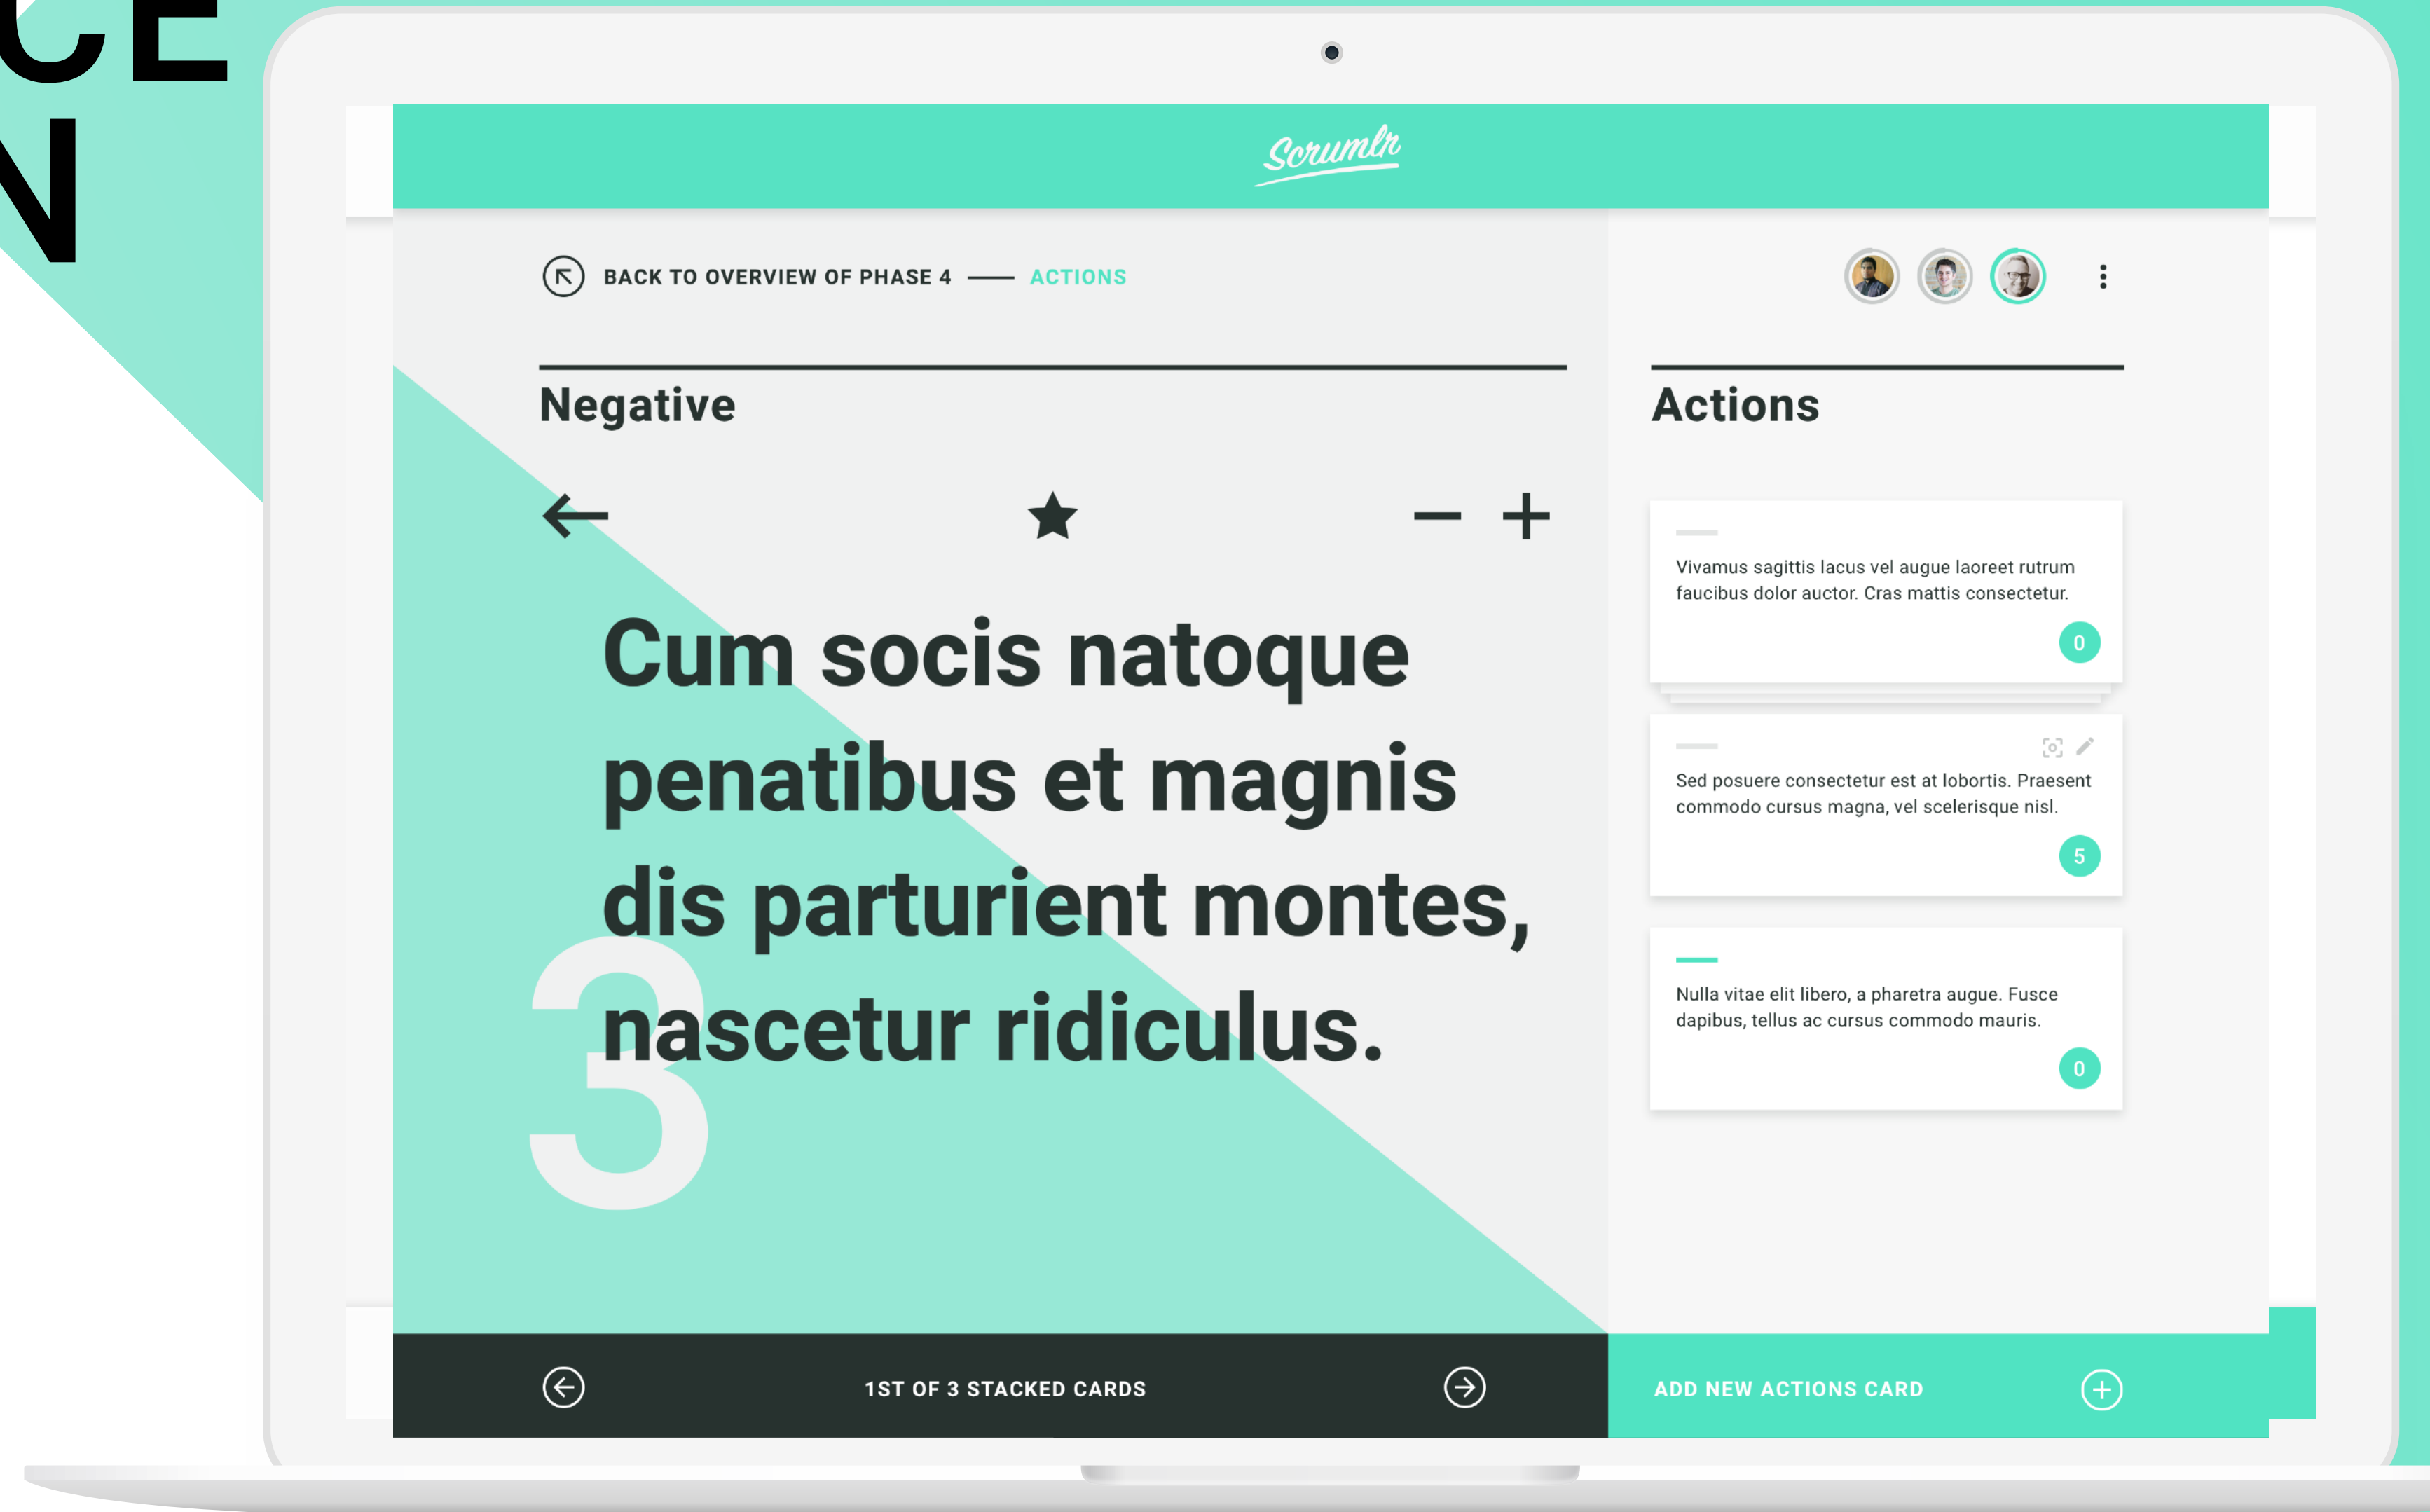 CE
N
Scrumlr
BACK TO OVERVIEW OF PHASE 4 — ACTIONS
Negative
Cum socis natoque
penatibus et magnis
dis parturient montes,
nascetur ridiculus.
3
1ST OF 3 STACKED CARDS
Actions
Vivamus sagittis lacus vel augue laoreet rutrum
faucibus dolor auctor. Cras mattis consectetur.
0
Sed posuere consectetur est at lobortis. Praesent
commodo cursus magna, vel scelerisque nisl.
5
Nulla vitae elit libero, a pharetra augue. Fusce
dapibus, tellus ac cursus commodo mauris.
0
ADD NEW ACTIONS CARD